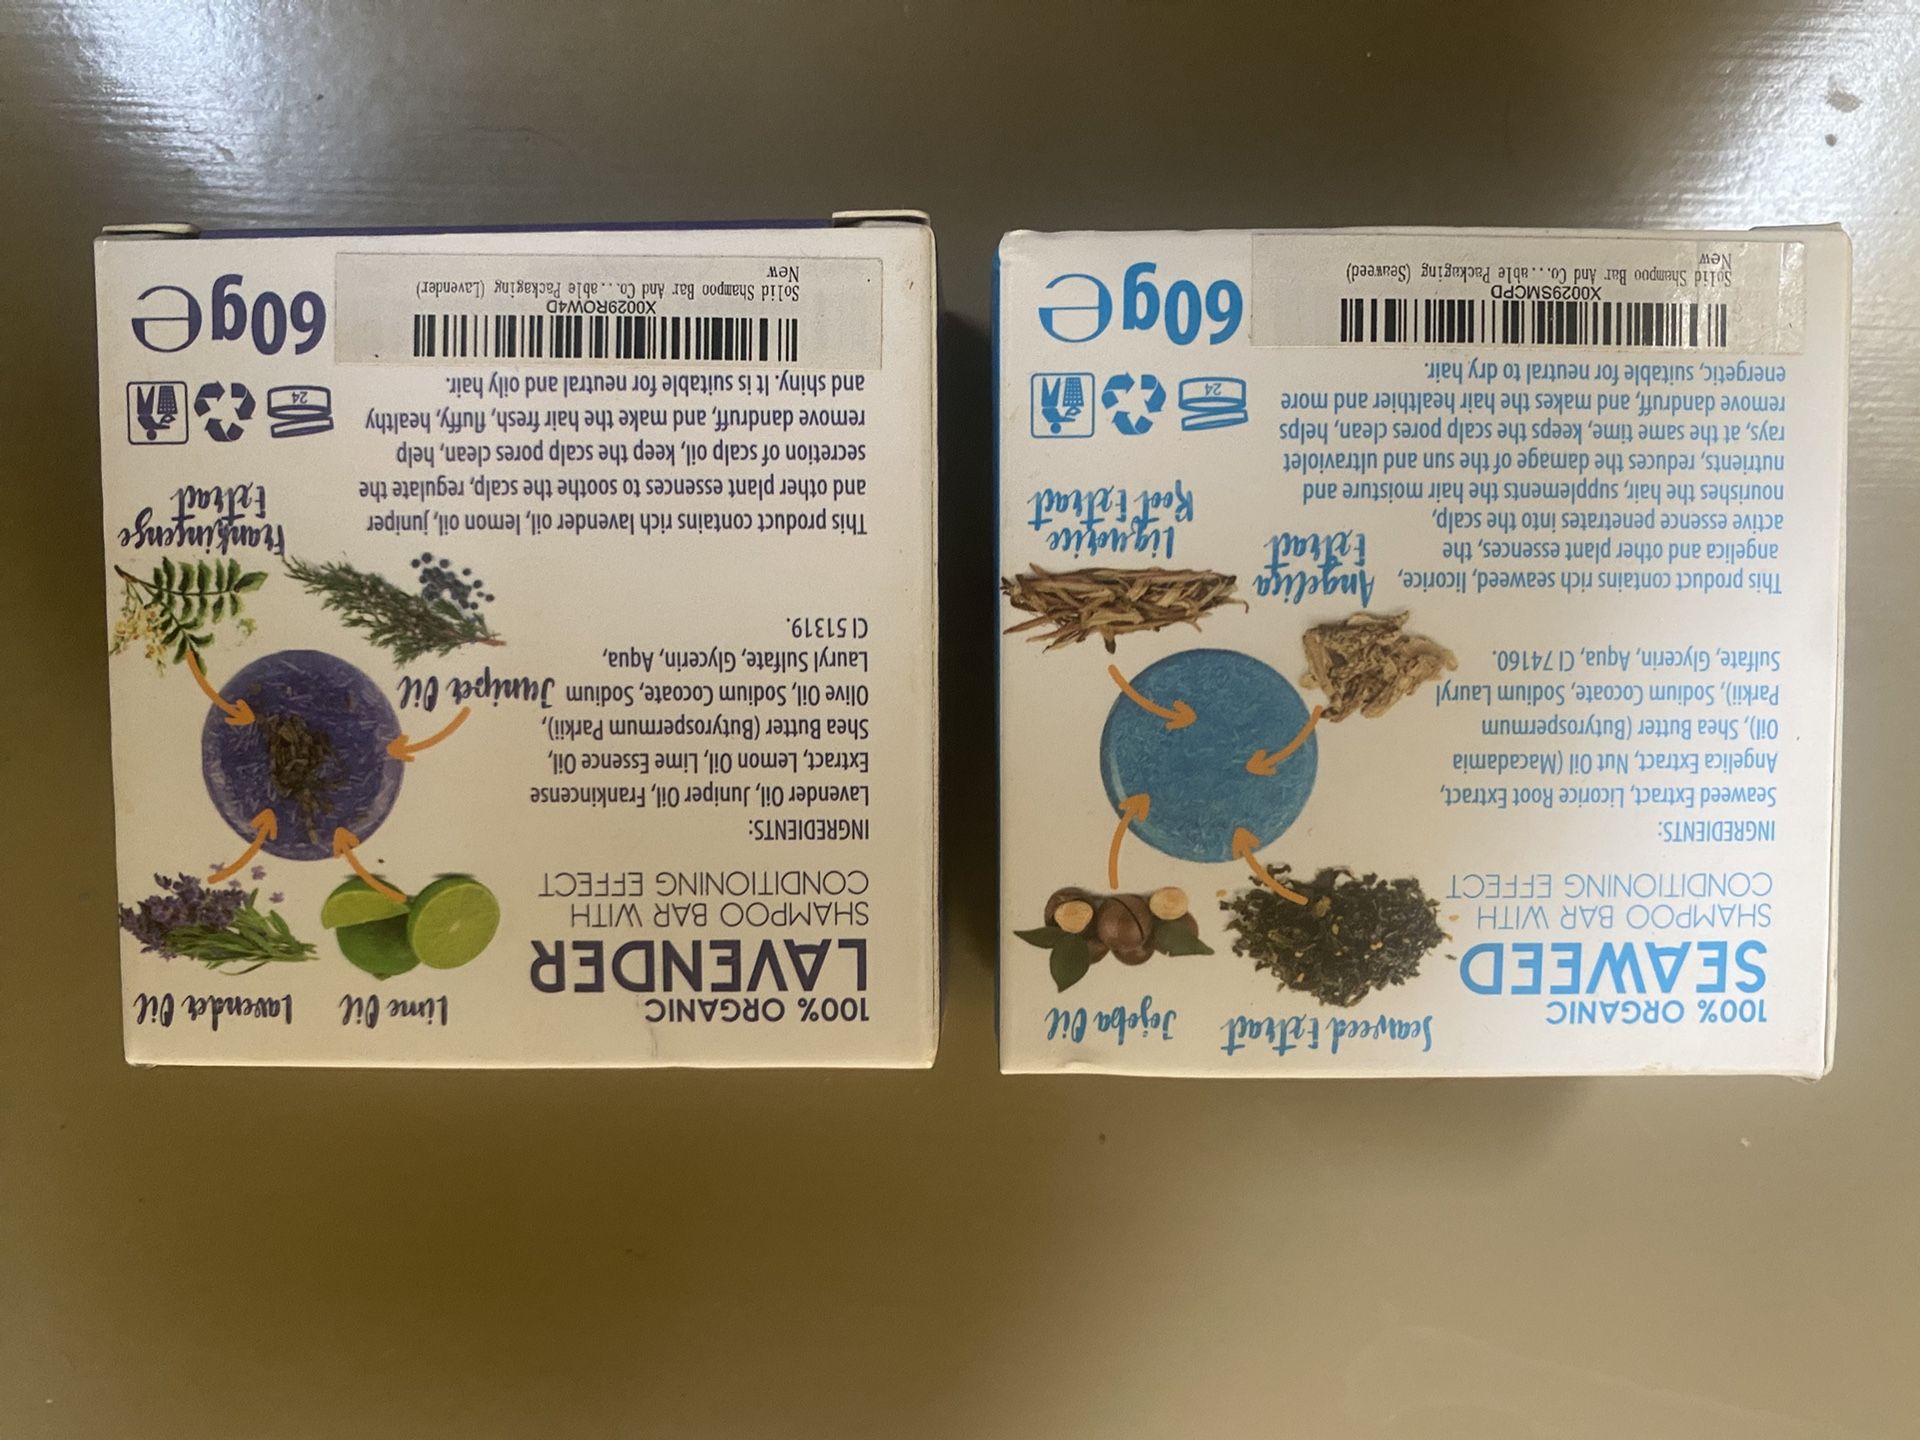 100% ORGANIC
SEAWEED
SHAMPOO BAR WITH
CONDITIONING EFFECT
INGREDIENTS:
Seaweed Extract, Licorice Root Extract,
Angelica Extract, Nut Oil (Macadamia
Oil), Shea Butter (Butyrospermum
Parkii), Sodium Cocoate, Sodium Lauryl
Sulfate, Glycerin, Aqua, CI 74160.
Seaweed Extract
Jojoba Oil
Angelica
Extract
Liquorice
Root Extract
This product contains rich seaweed, licorice,
angelica and other plant essences, the
active essence penetrates into the scalp,
nourishes the hair, supplements the hair moisture and
nutrients, reduces the damage of the sun and ultraviolet
rays, at the same time, keeps the scalp pores clean, helps
remove dandruff, and makes the hair healthier and more
energetic, suitable for neutral to dry hair.
24
X0029SMCPD
Solid Shampoo Bar And Co...able Packaging (Seaweed)
New
60g e
100% ORGANIC
LAVENDER
SHAMPOO BAR WITH
CONDITIONING EFFECT
INGREDIENTS:
Lavender Oil, Juniper Oil, Frankincense
Extract, Lemon Oil, Lime Essence Oil,
Shea Butter (Butyrospermum Parkii),
Olive Oil, Sodium Cocoate, Sodium
Lauryl Sulfate, Glycerin, Aqua,
CI 51319.
Lime Oil
Lavender Oil
Juniper Oil
Frankincenge
Extract
This product contains rich lavender oil, lemon oil, juniper
and other plant essences to soothe the scalp, regulate the
secretion of scalp oil, keep the scalp pores clean, help
remove dandruff, and make the hair fresh, fluffy, healthy
and shiny. It is suitable for neutral and oily hair.
24
X0029ROW4D
Solid Shampoo Bar And Co...able Packaging (Lavender)
New
60g e